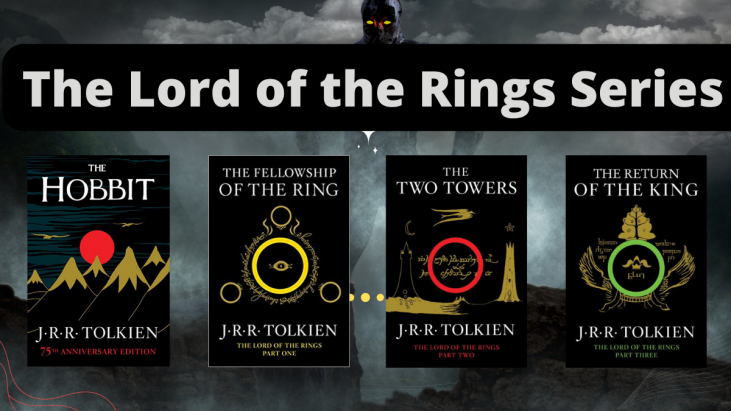 The Lord of the Rings Series
THE
HOBBIT
J·R·R·TOLKIEN
75TH ANNIVERSARY EDITION
THE FELLOWSHIP
OF THE RING
J·R·R·TOLKIEN
THE LORD OF THE RINGS
PART ONE
THE
TWO TOWERS
J·R·R·TOLKIEN
THE LORD OF THE RINGS
PART TWO
THE RETURN
OF THE KING
J·R·R·TOLKIEN
THE LORD OF THE RINGS
PART THREE